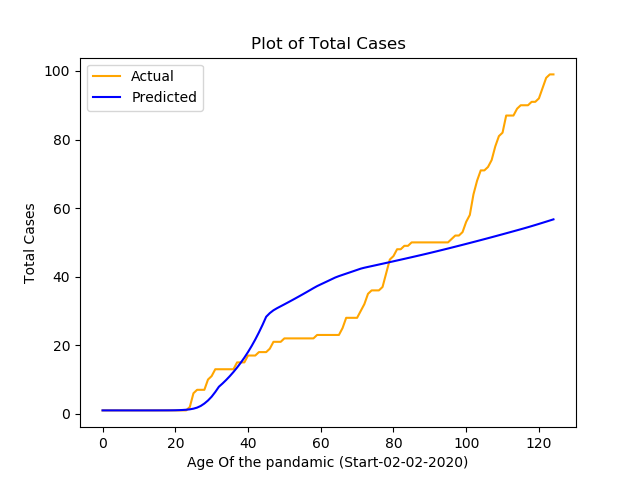 Plot of Total Cases
Actual
Predicted
100
80
60
40
20
0
Total Cases
0 20 40 60 80 100 120
Age Of the pandamic (Start-02-02-2020)